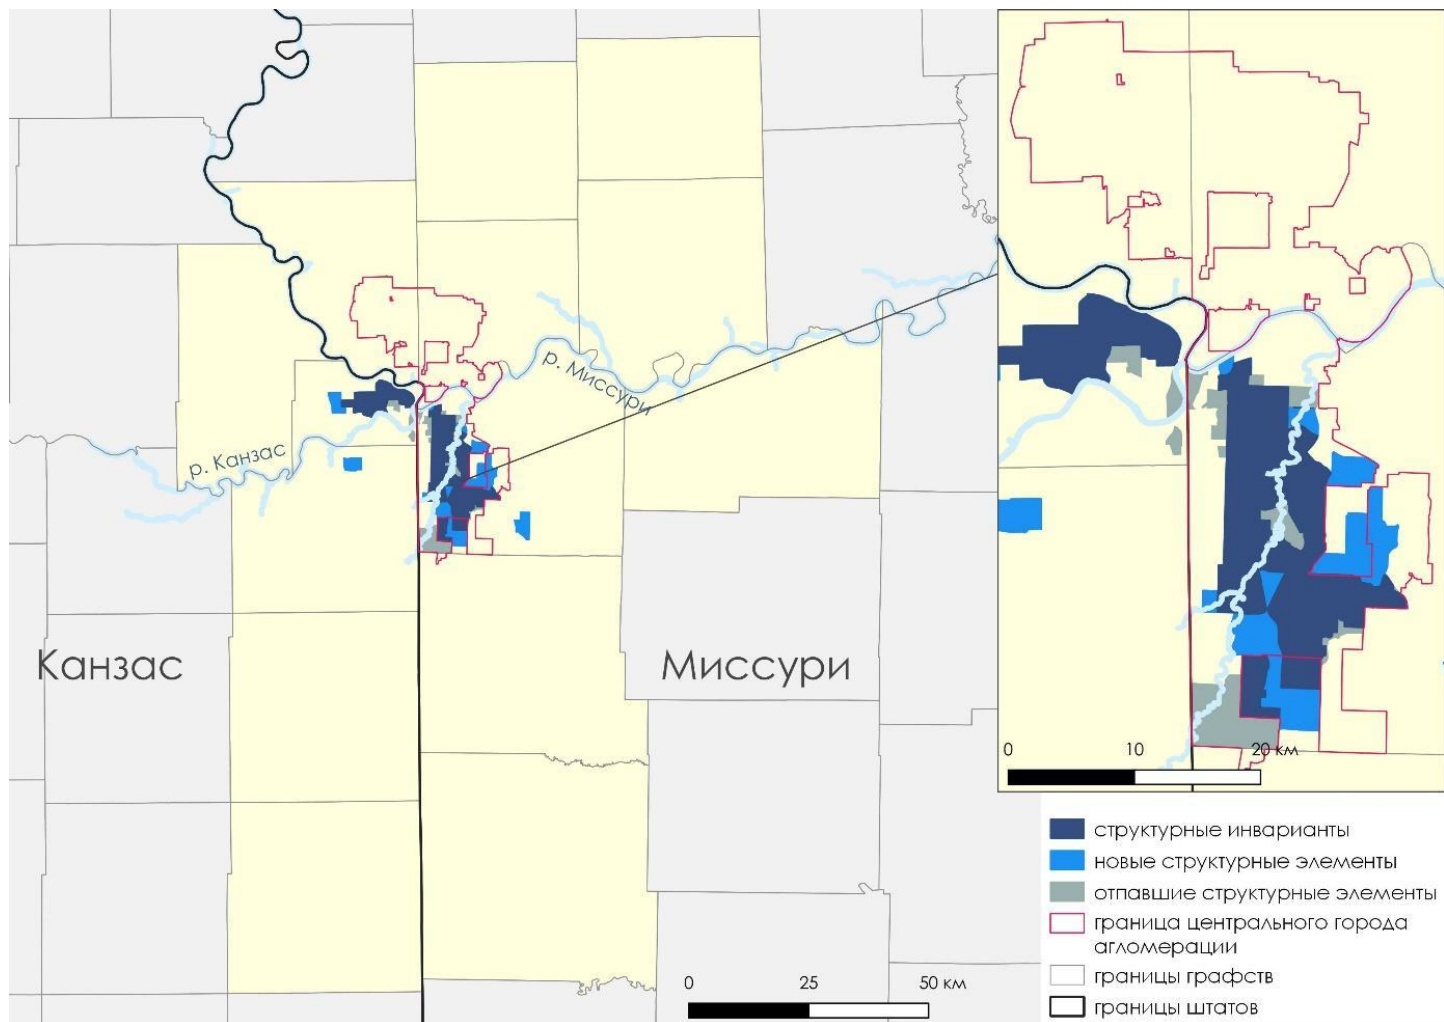 р. Миссури
р. Канзас
Канзас
Миссури
0 10 20 км
0 25 50 км
структурные инварианты
новые структурные элементы
отпавшие структурные элементы
граница центрального города
агломерации
границы графств
границы штатов